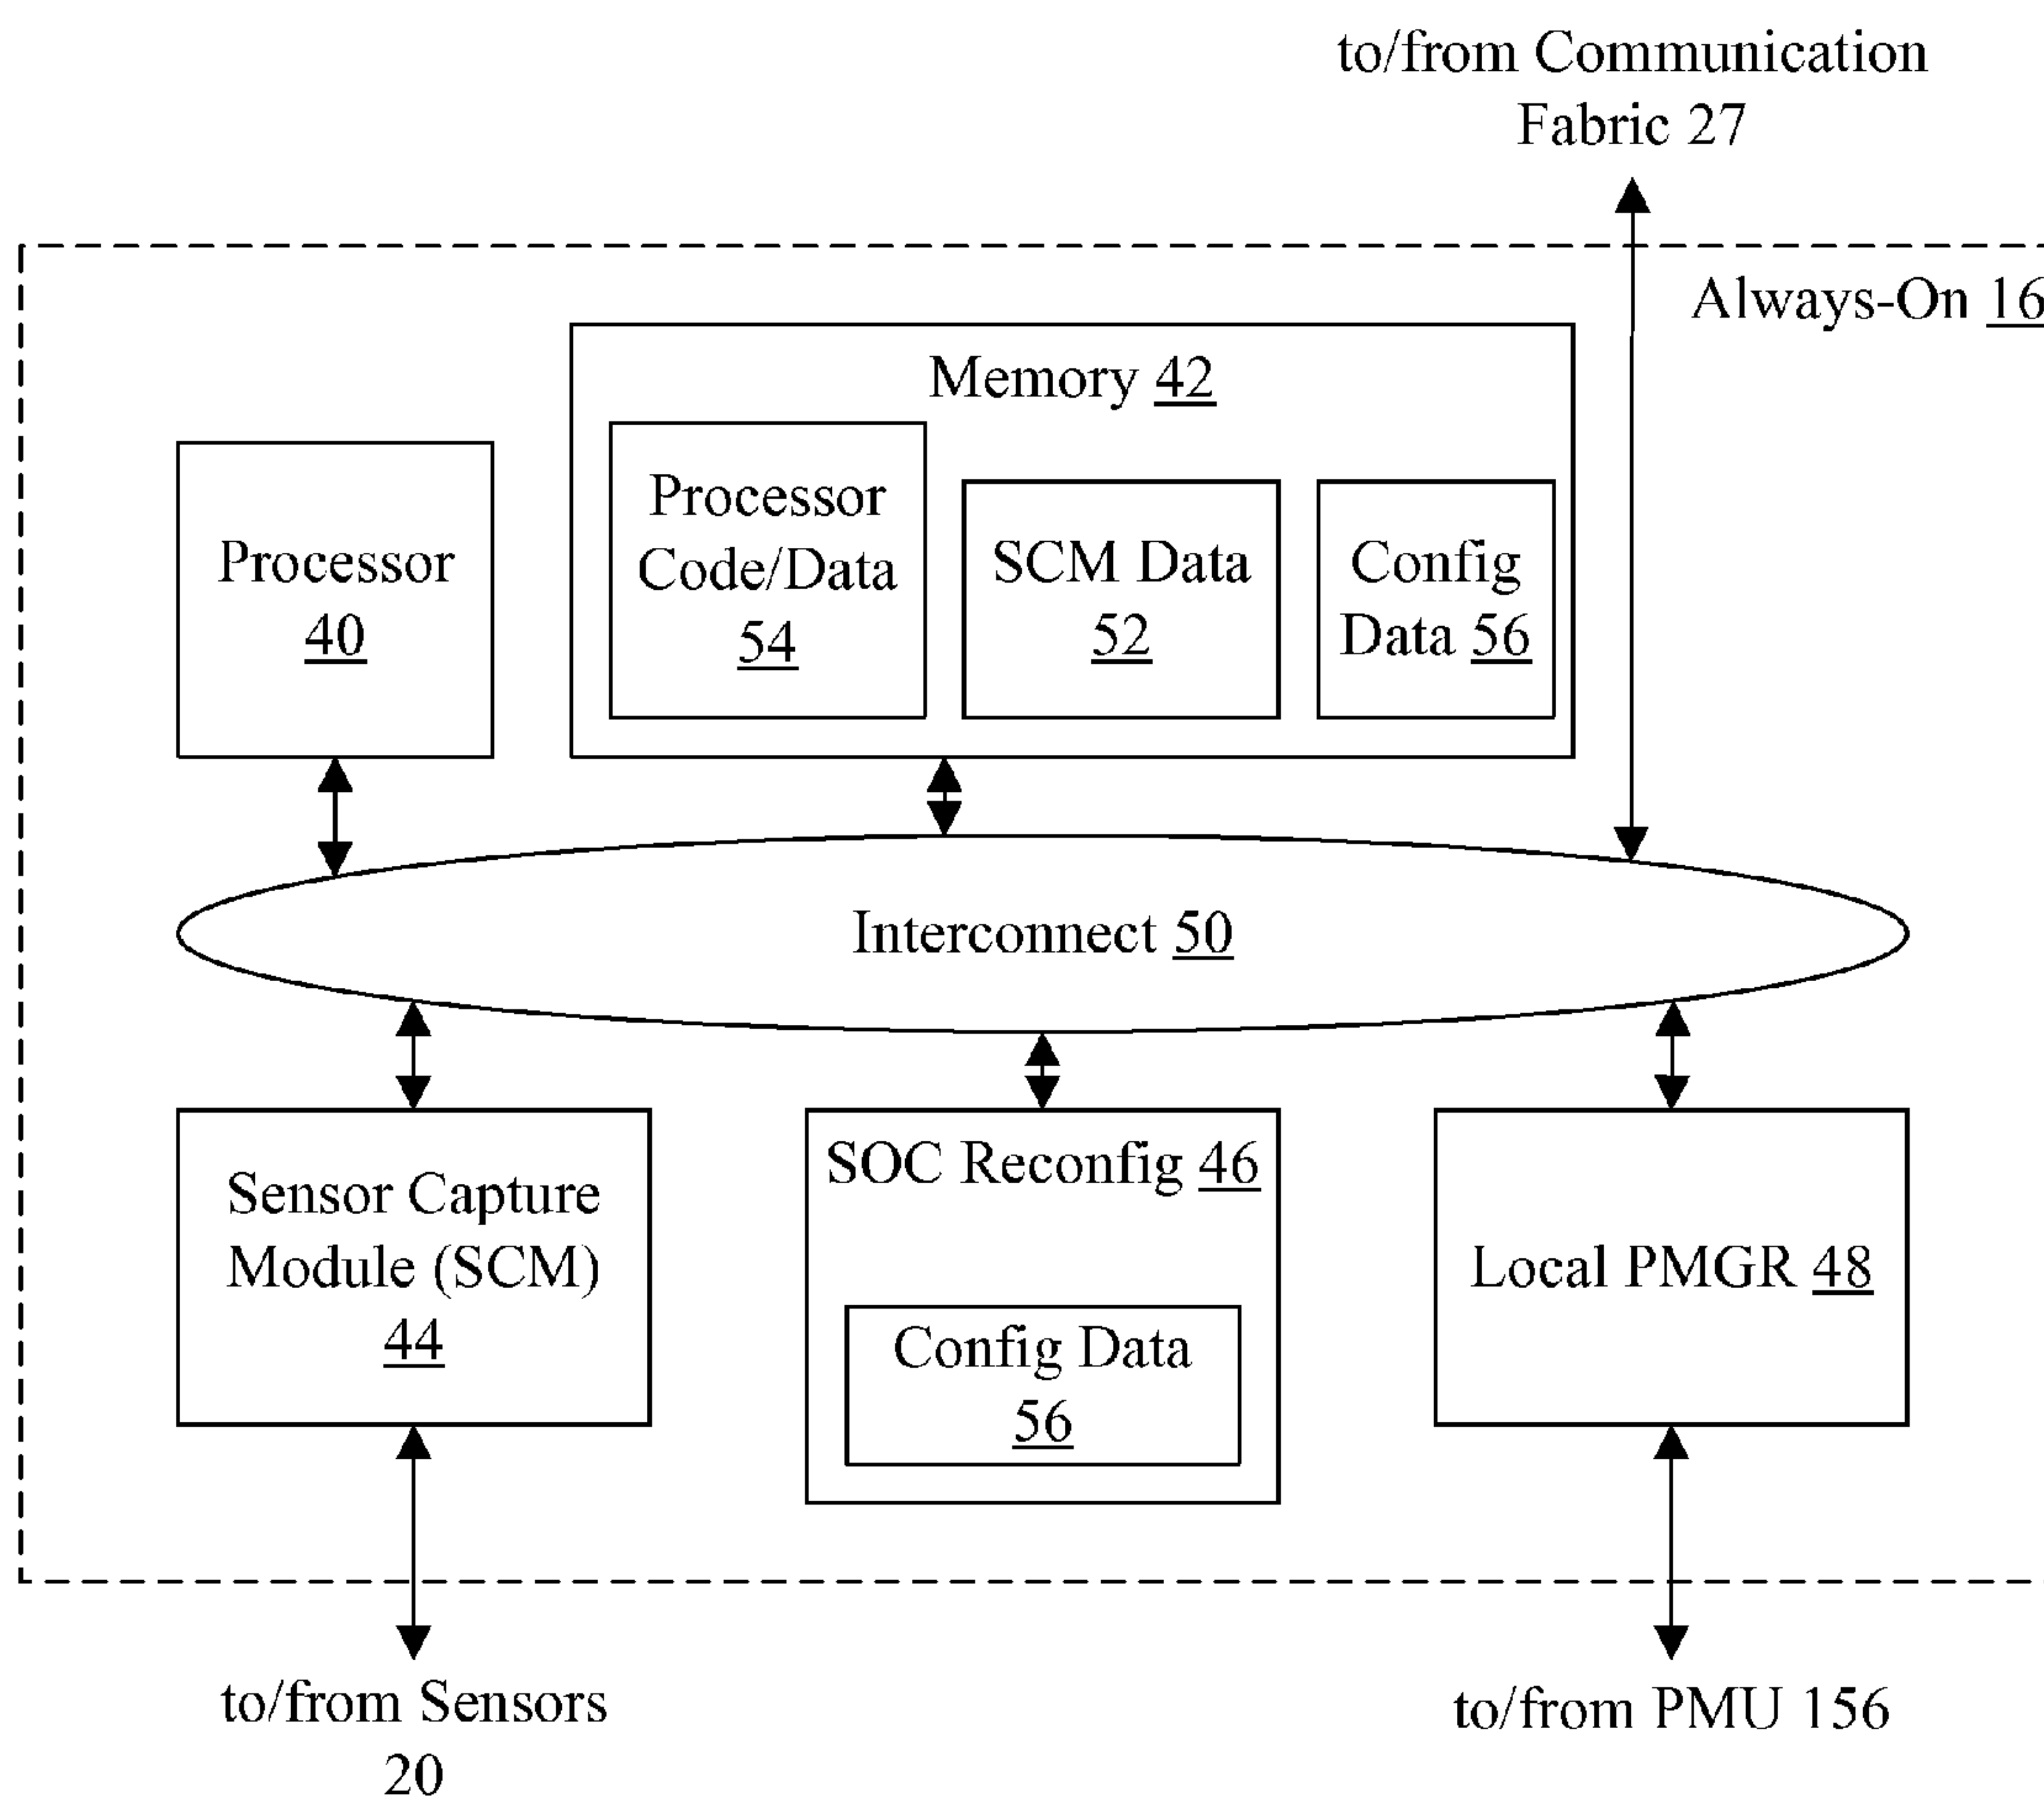 to/from Communication
Fabric 27
Always-On 16
Memory 42
Processor
40
Processor
Code/Data
54
SCM Data
52
Config
Data 56
Interconnect 50
Sensor Capture
Module (SCM)
44
SOC Reconfig 46
Config Data
56
Local PMGR 48
to/from Sensors
20
to/from PMU 156